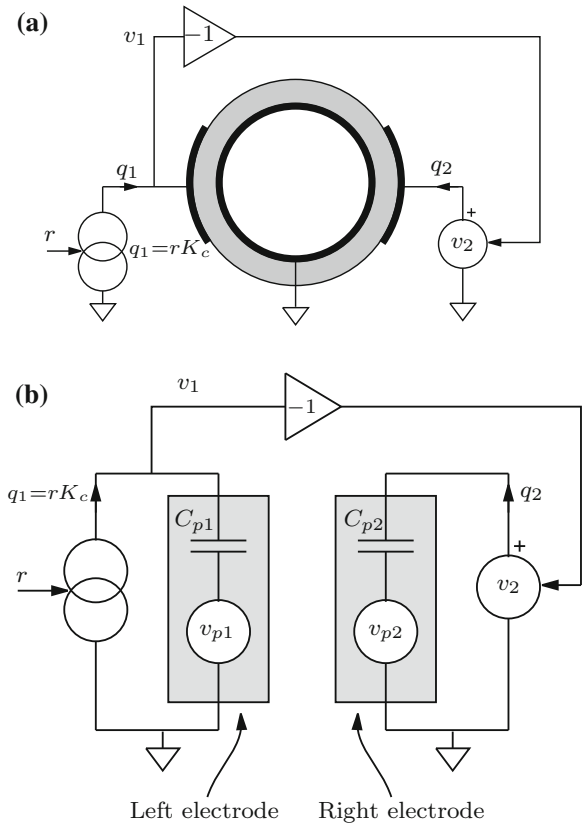 (a)
v1
−1
q1
q2
+
r
q1=rKc
v2
(b)
v1
−1
q1=rKc
Cp1
Cp2
q2
+
r
vp1
vp2
v2
Left electrode
Right electrode